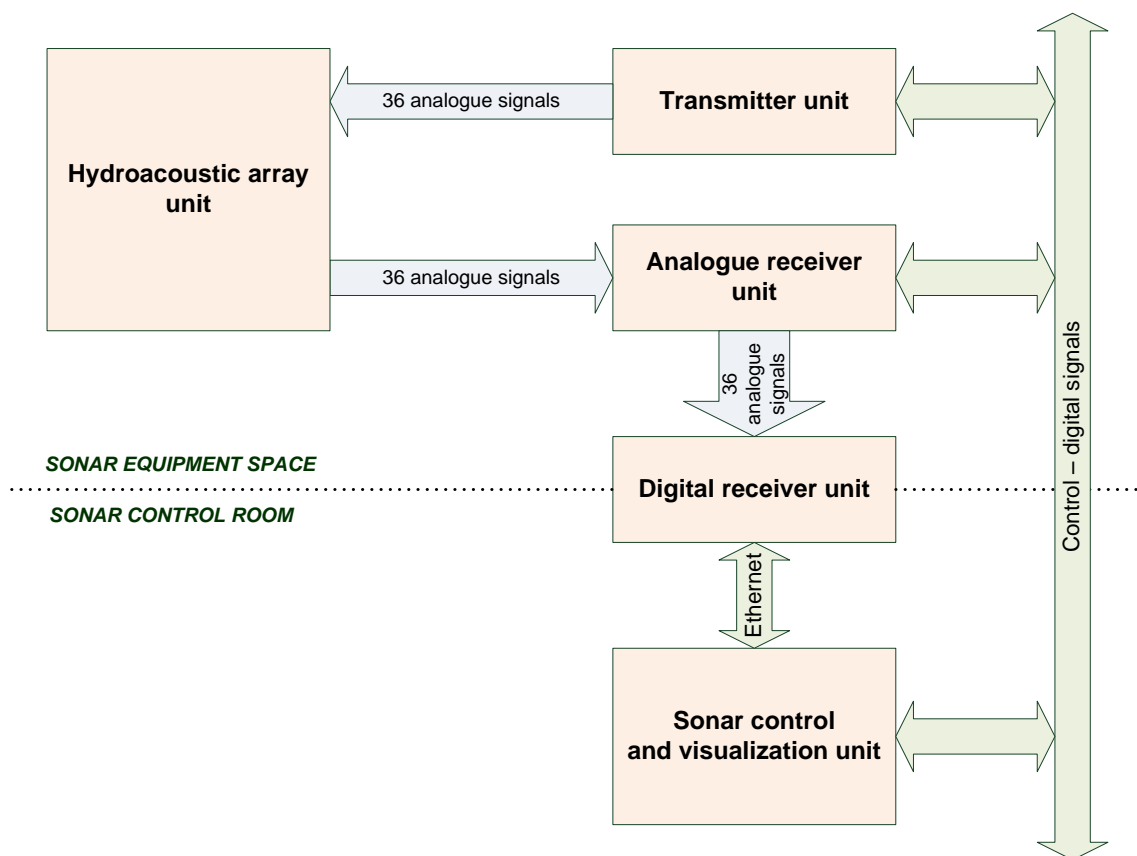 36 analogue signals
Transmitter unit
Hydroacoustic array
unit
36 analogue signals
Analogue receiver
unit
36
analogue
signals
Control – digital signals
SONAR EQUIPMENT SPACE
Digital receiver unit
SONAR CONTROL ROOM
Ethernet
Sonar control
and visualization unit